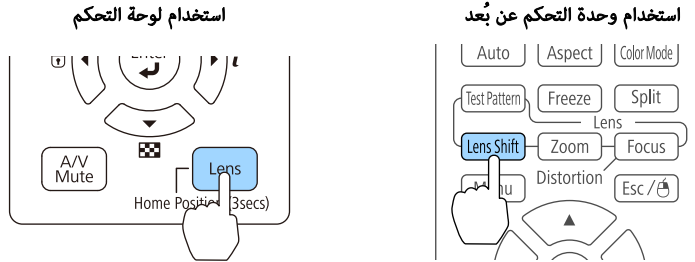 استخدام وحدة التحكم عن بُعد
Auto Aspect Color Mode
Test Pattern Freeze Split
Lens
Lens Shift Zoom Focus
Distortion
Esc /
استخدام لوحة التحكم
Enter
i
A/V
Mute
Lens
Home Position (3secs)